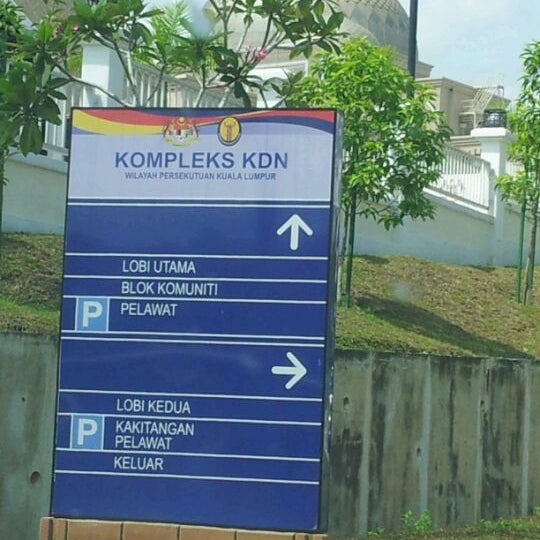 KOMPLEKS KDN
WILAYAH PERSEKUTUAN KUALA LUMPUR
LOBI UTAMA
BLOK KOMUNITI
P PELAWAT
LOBI KEDUA
P KAKITANGAN
PELAWAT
KELUAR